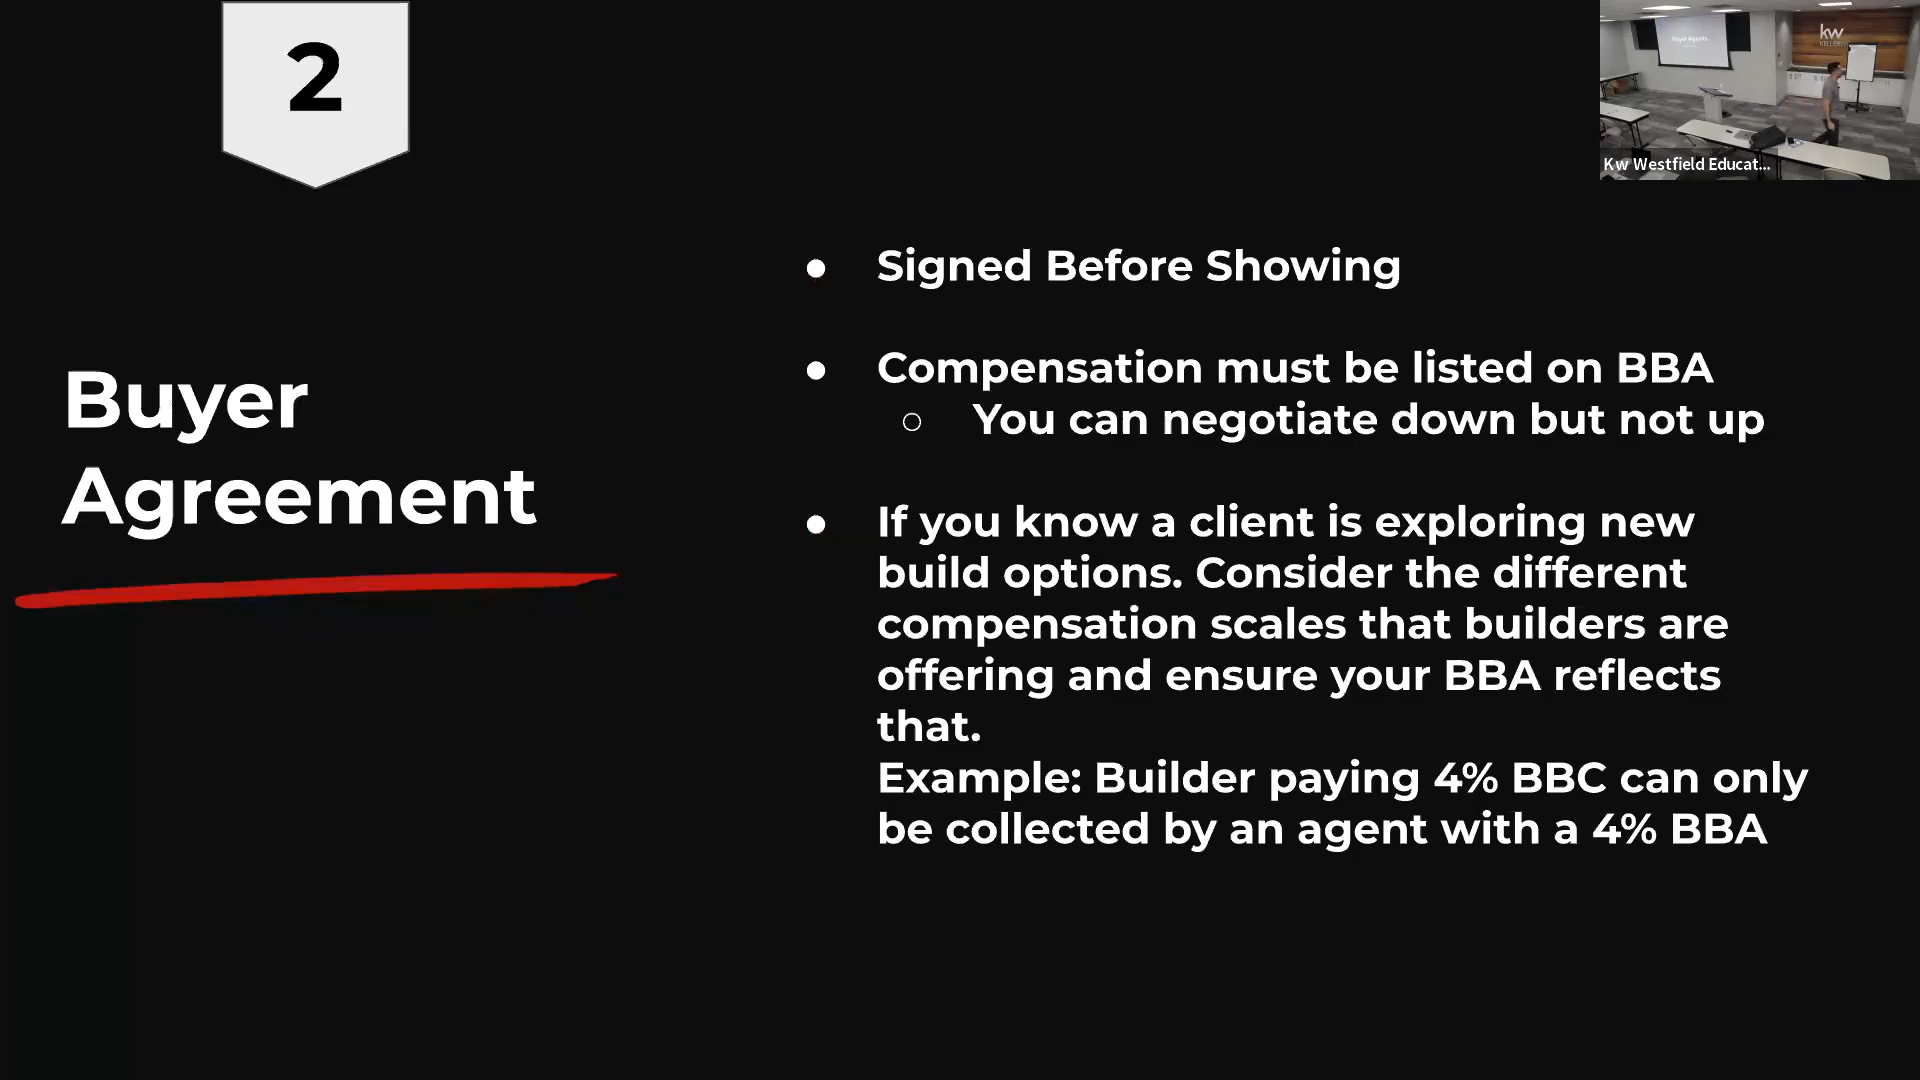 2
Buyer
Agreement
● Signed Before Showing
● Compensation must be listed on BBA
○ You can negotiate down but not up
● If you know a client is exploring new
build options. Consider the different
compensation scales that builders are
offering and ensure your BBA reflects
that.
Example: Builder paying 4% BBC can only
be collected by an agent with a 4% BBA
kw
Kw Westfield Educat...